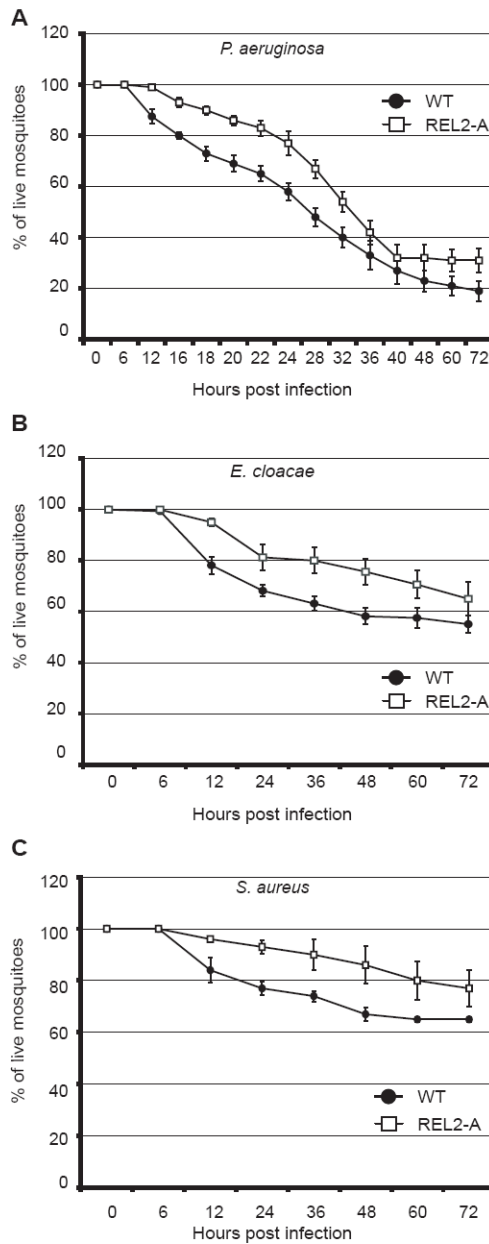 A
P. aeruginosa
120
100
80
60
40
20
0
% of live mosquitoes
WT
REL2-A
0 6 12 16 18 20 22 24 28 32 36 40 48 60 72
Hours post infection
B
E. cloacae
120
100
80
60
40
20
0
% of live mosquitoes
WT
REL2-A
0 6 12 24 36 48 60 72
Hours post infection
C
S. aureus
120
100
80
60
40
20
0
% of live mosquitoes
WT
REL2-A
0 6 12 24 36 48 60 72
Hours post infection